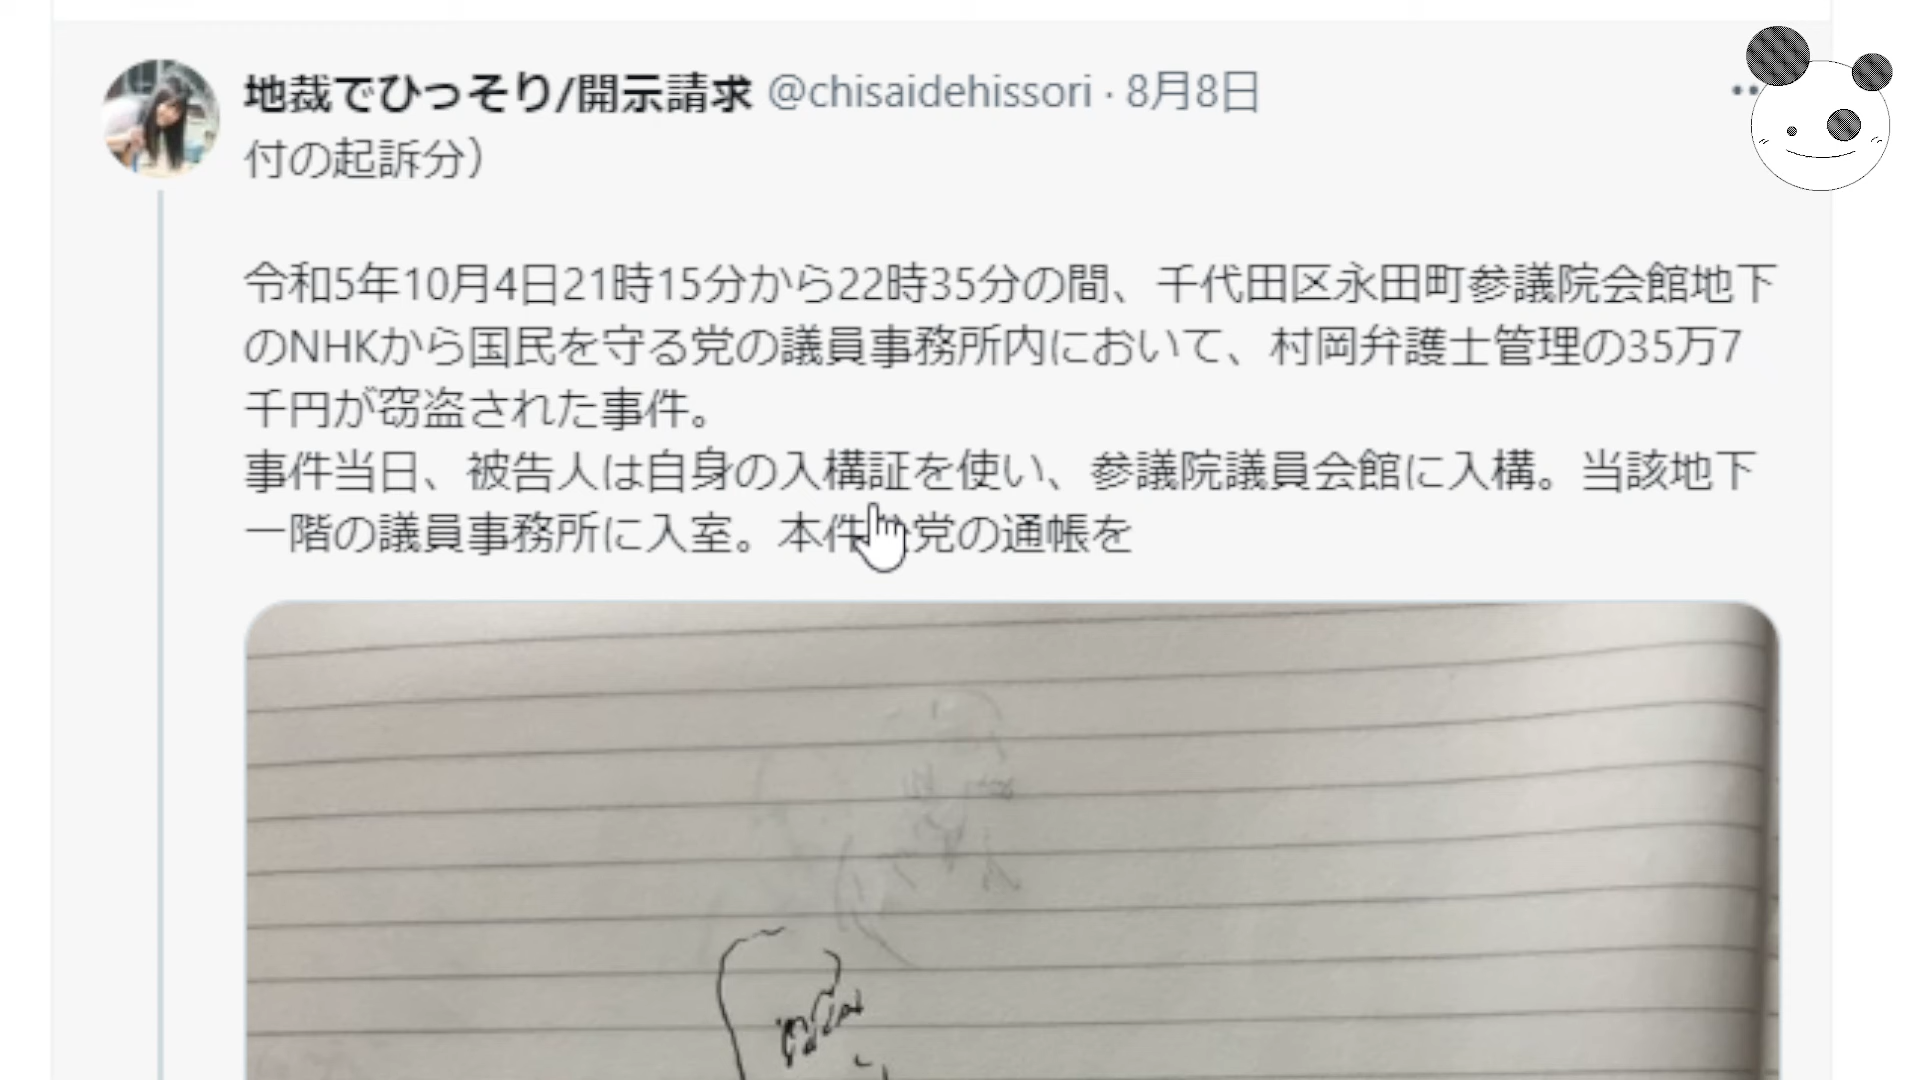 地裁でひっそり/開示請求 @chisaidehissori · 8月8日
付の起訴分）
令和5年10月4日21時15分から22時35分の間、千代田区永田町参議院会館地下
のNHKから国民を守る党の議員事務所内において、村岡弁護士管理の35万7
千円が窃盗された事件。
事件当日、被告人は自身の入構証を使い、参議院議員会館に入構。当該地下
一階の議員事務所に入室。本件 党の通帳を